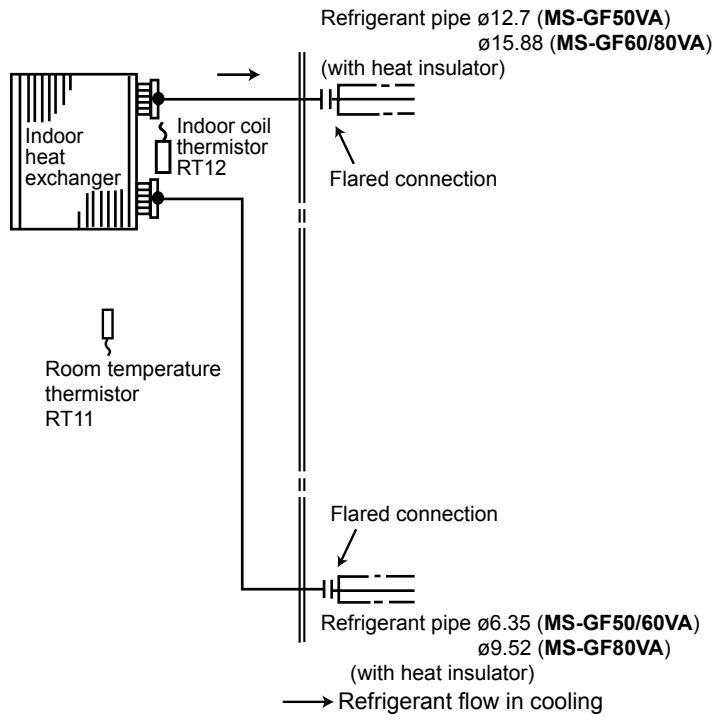 Refrigerant pipe ø12.7 (MS-GF50VA)
ø15.88 (MS-GF60/80VA)
(with heat insulator)
Indoor
heat
exchanger
Indoor coil
thermistor
RT12
Flared connection
Room temperature
thermistor
RT11
Flared connection
Refrigerant pipe ø6.35 (MS-GF50/60VA)
ø9.52 (MS-GF80VA)
(with heat insulator)
Refrigerant flow in cooling